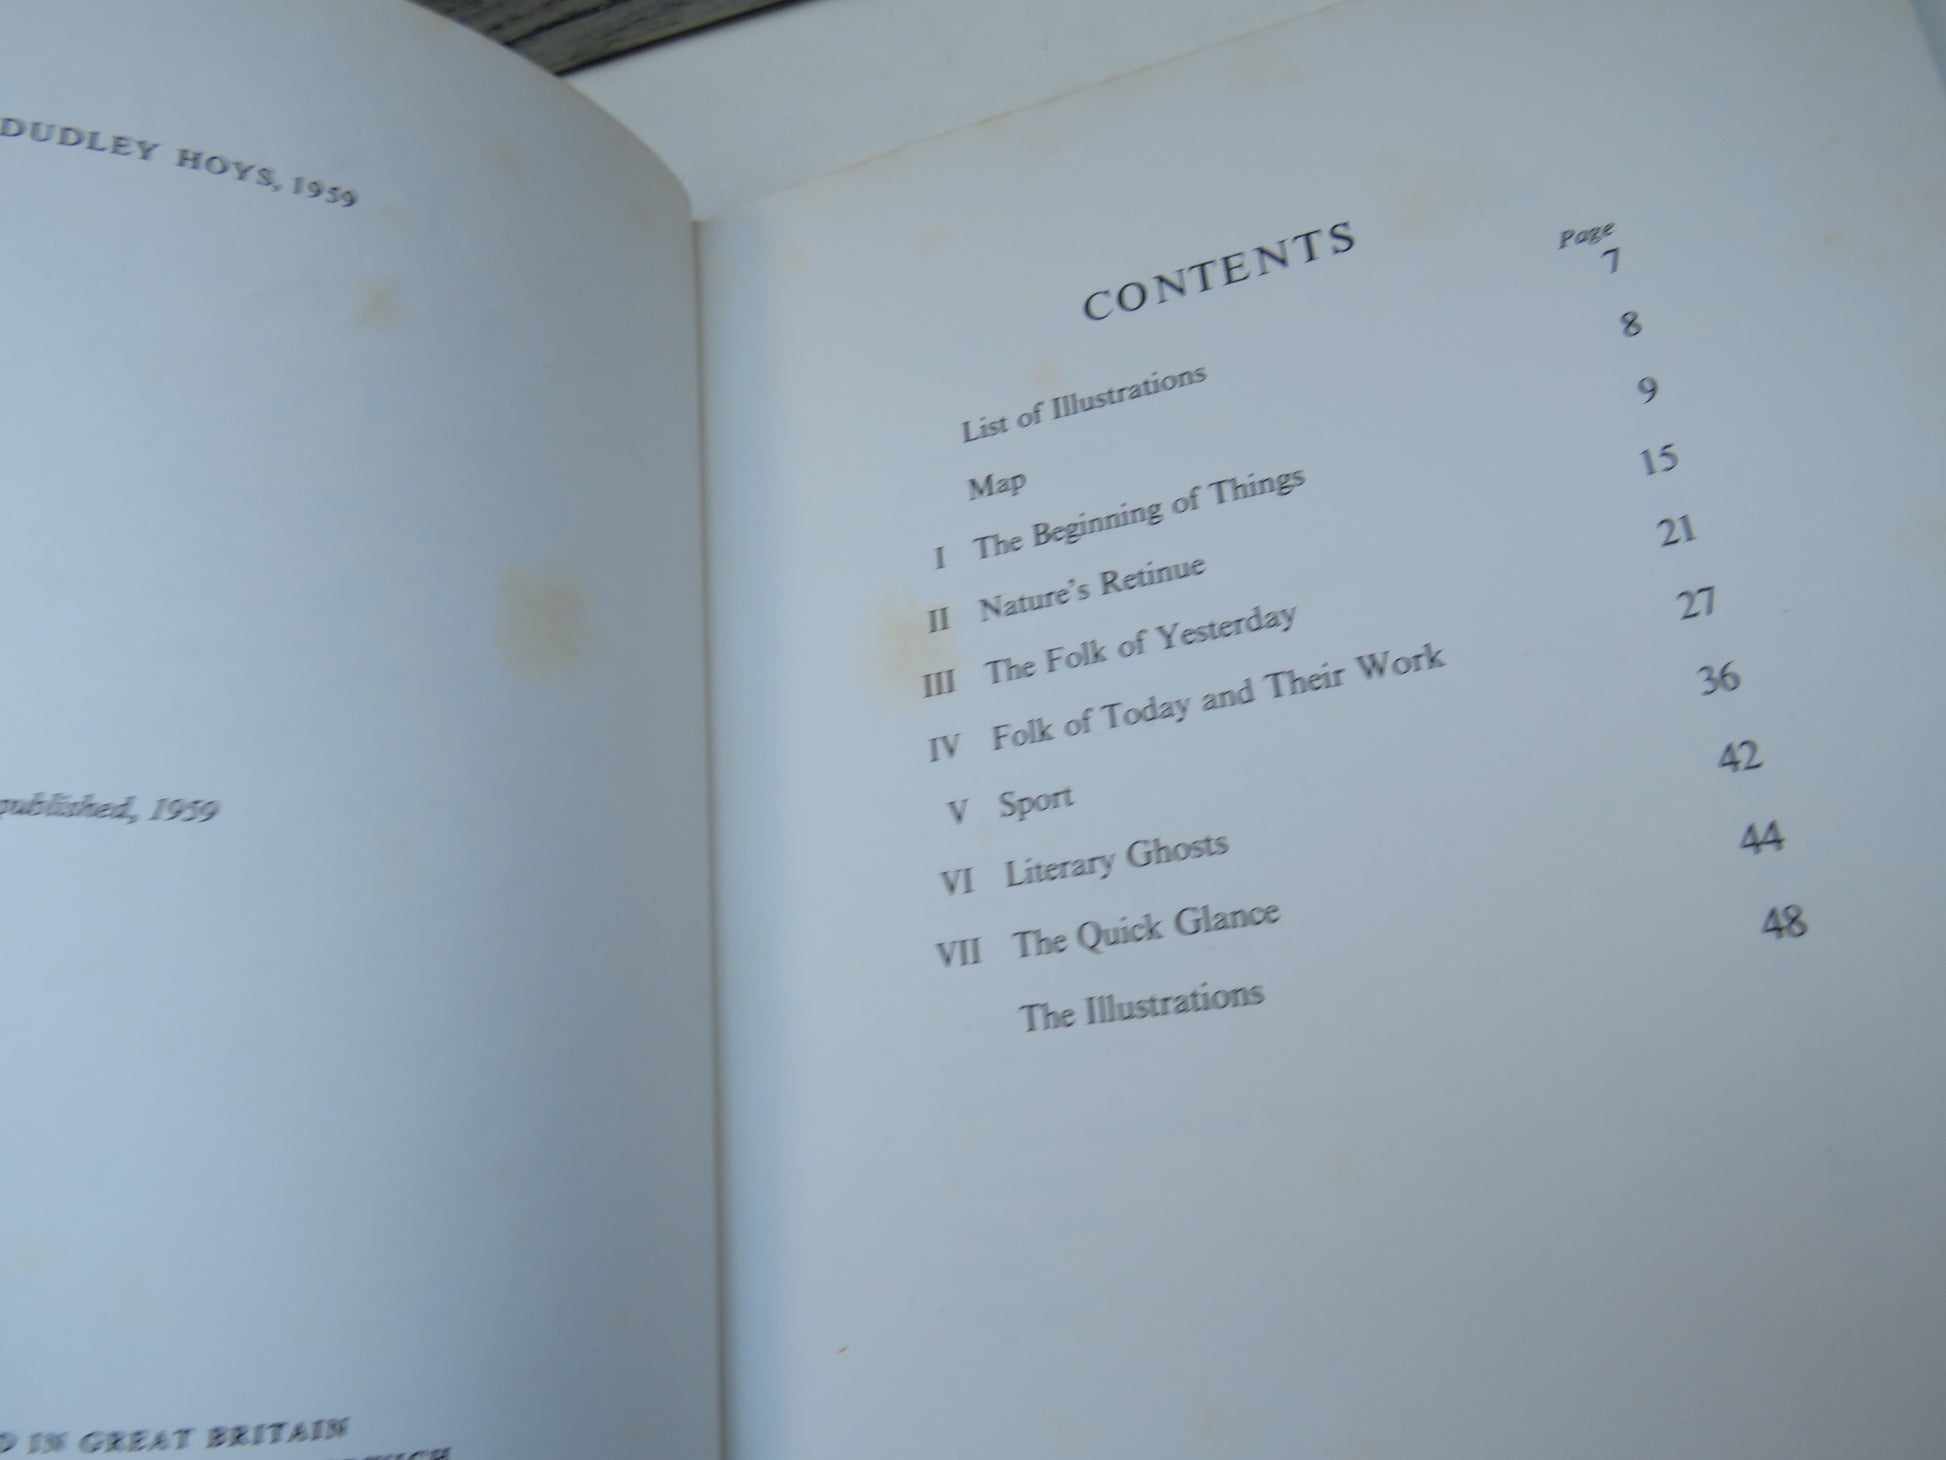 DUDLEY HOYS, 1959
published, 1959
IN GREAT BRITAIN
CONTENTS
Page
List of Illustrations 7
Map 8
I The Beginning of Things 9
II Nature's Retinue 15
III The Folk of Yesterday 21
IV Folk of Today and Their Work 27
V Sport 36
VI Literary Ghosts 42
VII The Quick Glance 44
The Illustrations 48